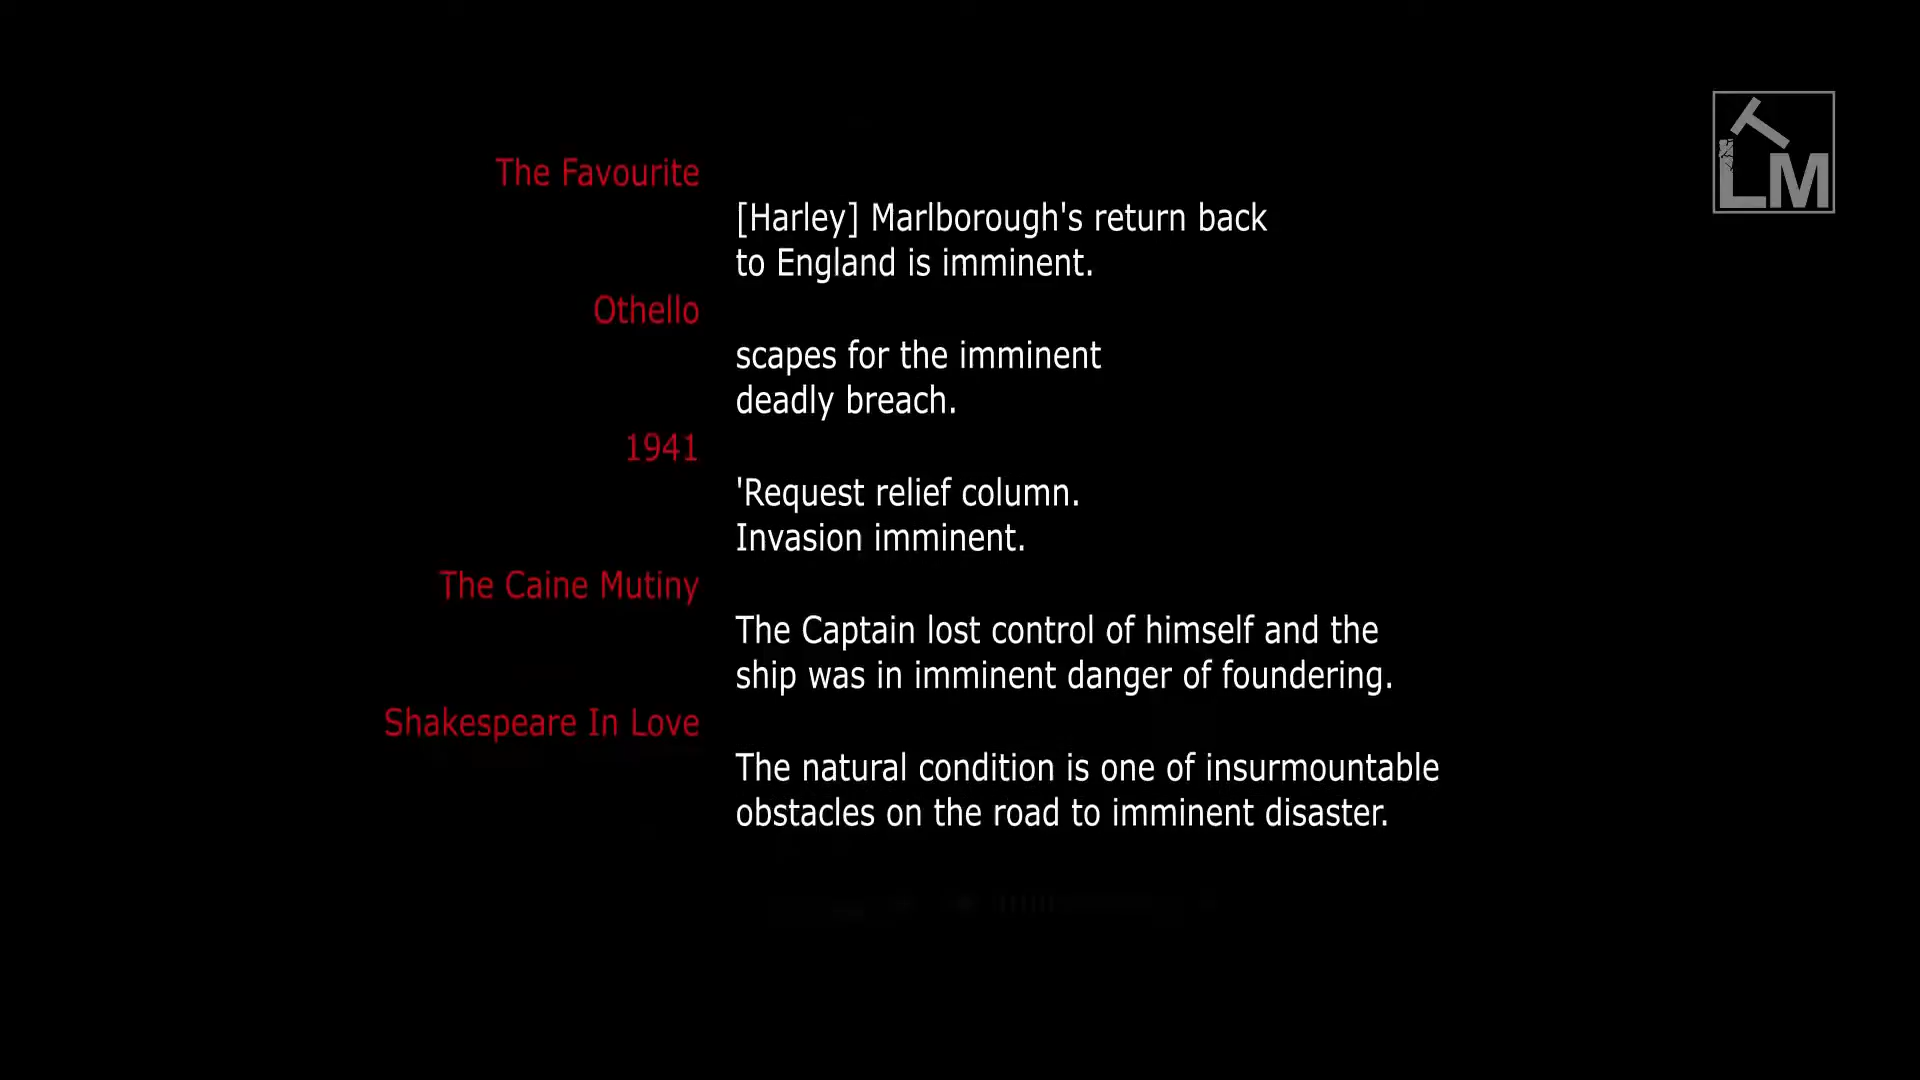 The Favourite
[Harley] Marlborough's return back
to England is imminent.
Othello
scapes for the imminent
deadly breach.
1941
'Request relief column.
Invasion imminent.
The Caine Mutiny
The Captain lost control of himself and the
ship was in imminent danger of foundering.
Shakespeare In Love
The natural condition is one of insurmountable
obstacles on the road to imminent disaster.
LTM